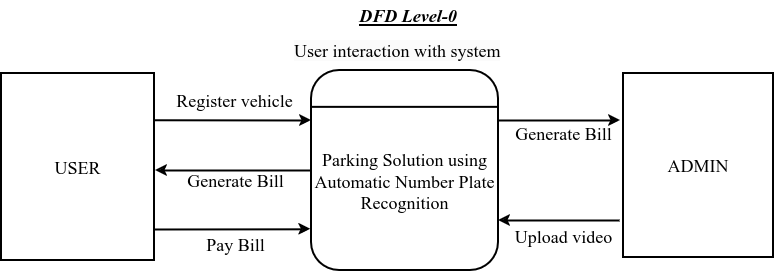 DFD Level-0
User interaction with system
Register vehicle
Generate Bill
USER
Parking Solution using
Automatic Number Plate
Recognition
ADMIN
Generate Bill
Pay Bill
Upload video